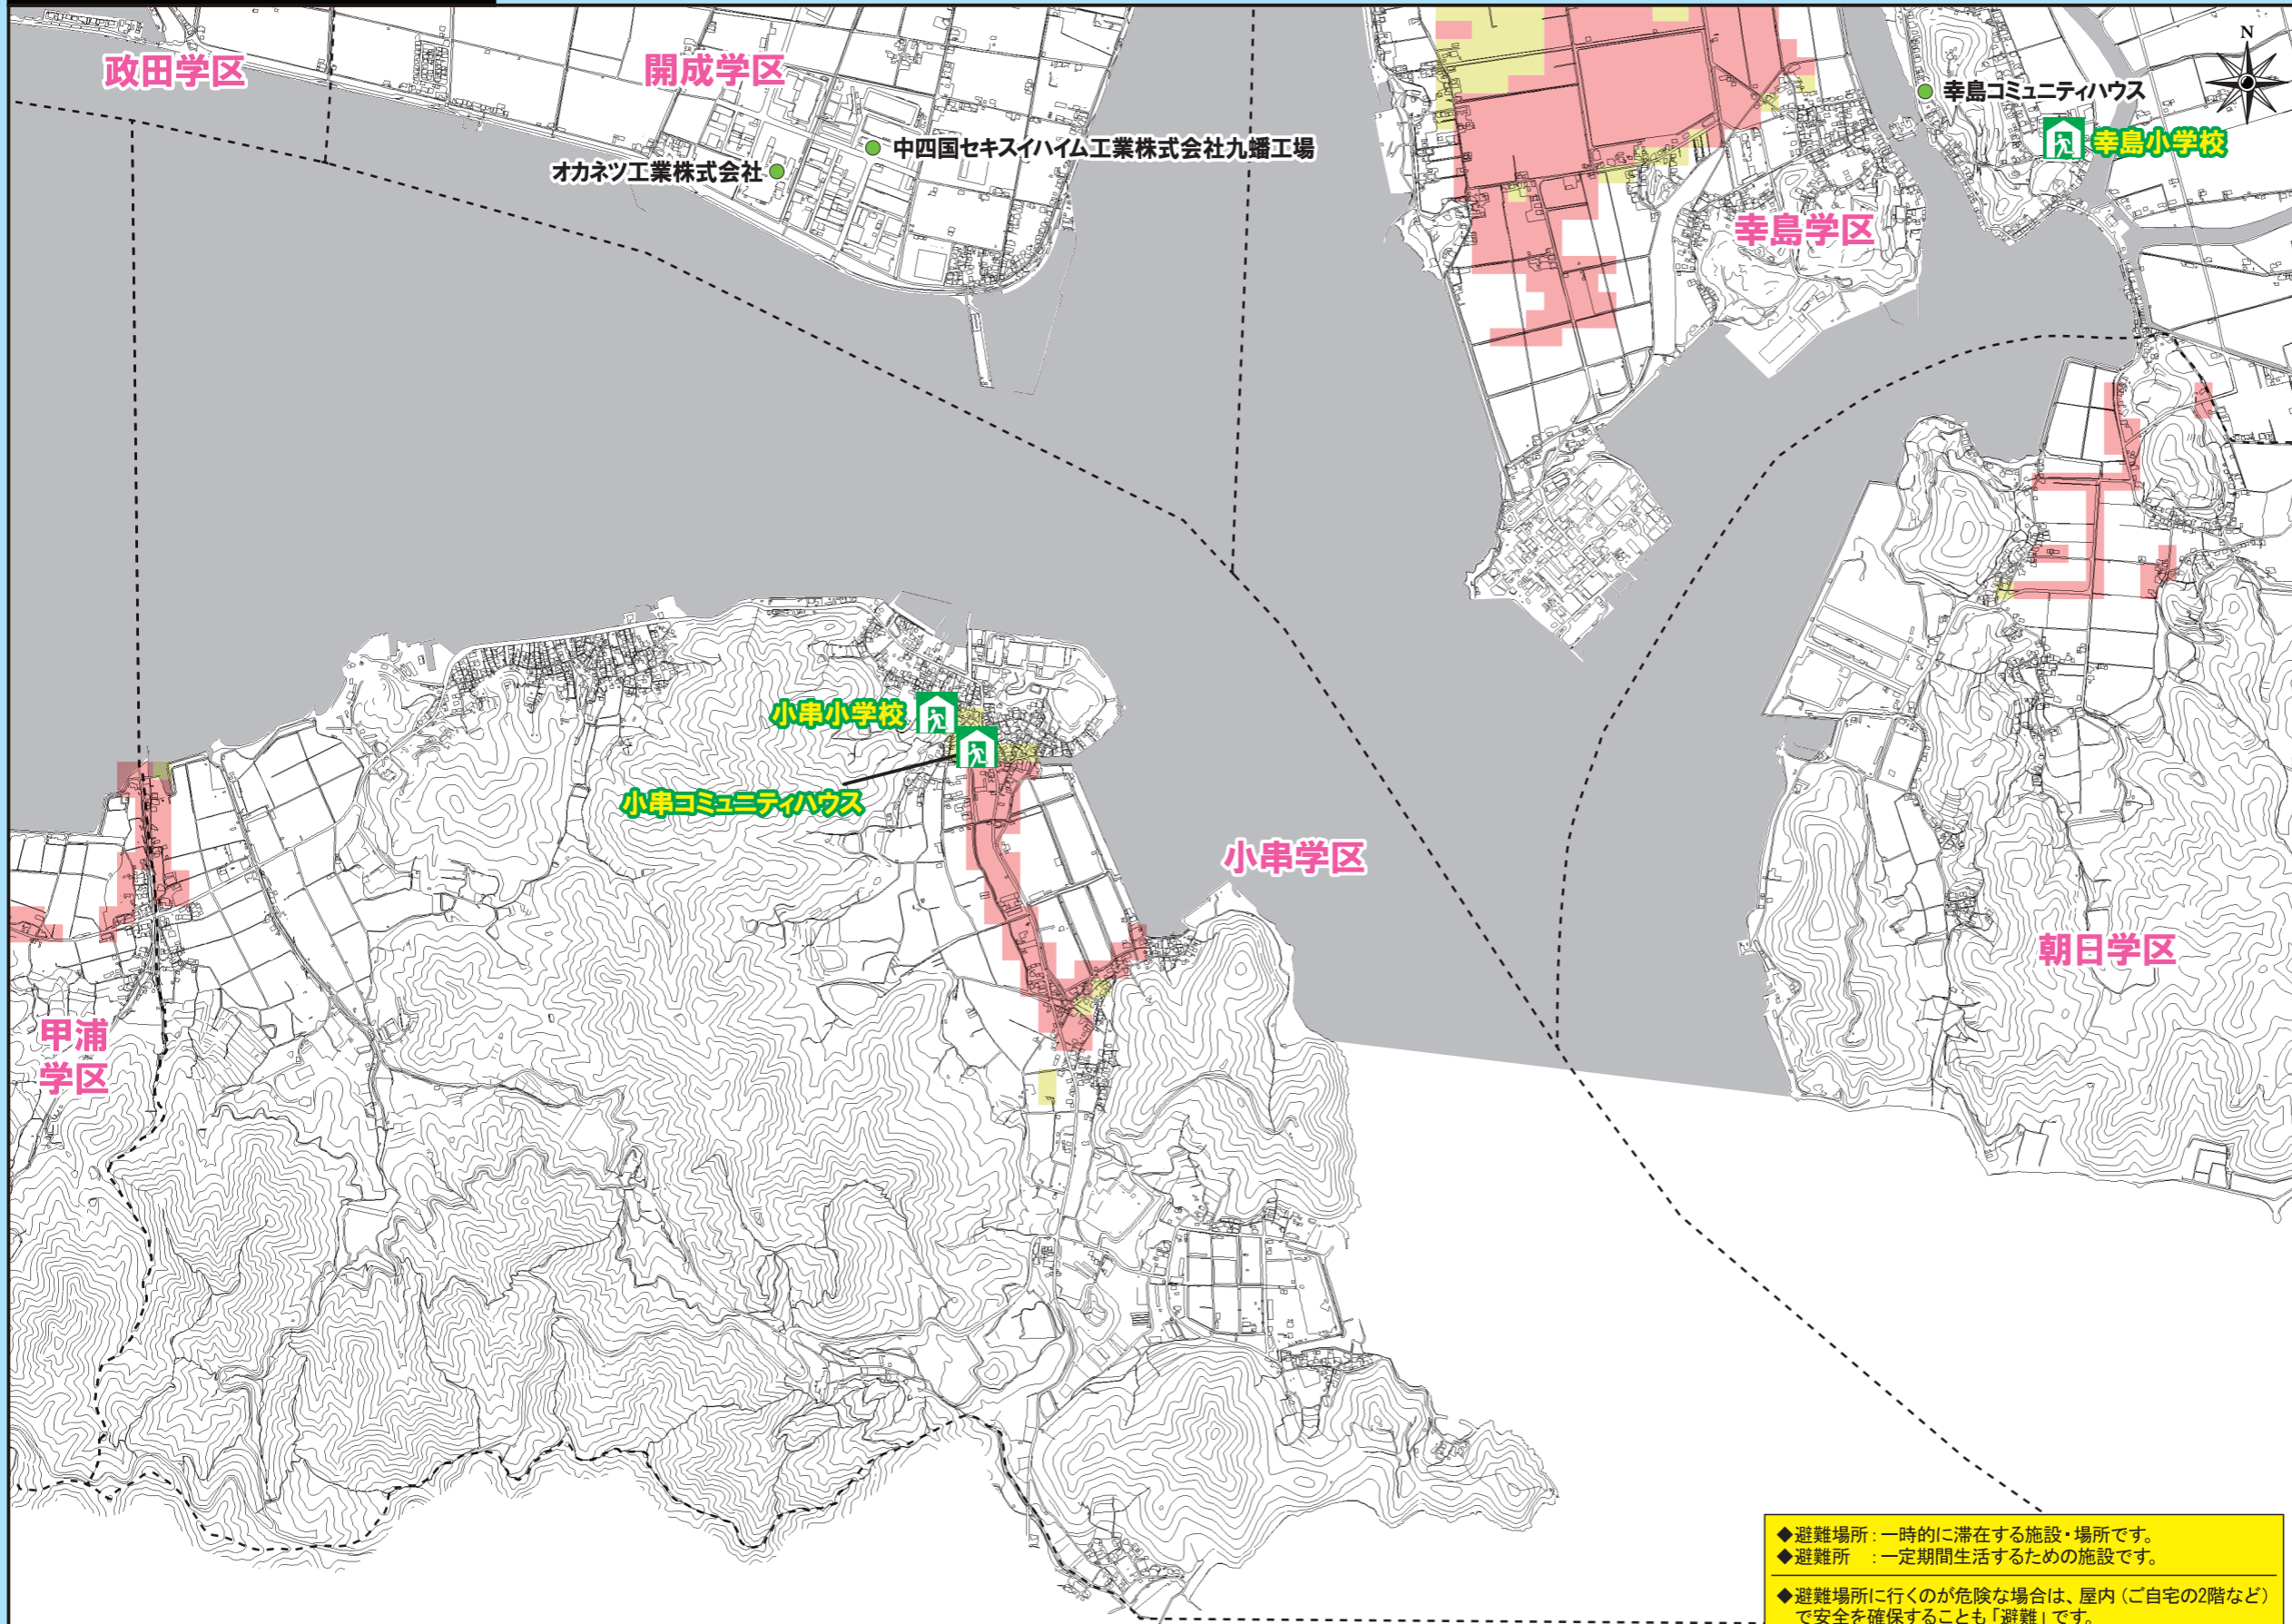 政田学区
開成学区
N
幸島コミュニティハウス
幸島小学校
中四国セキスイハイム工業株式会社九蟠工場
オカネツ工業株式会社
幸島学区
小串小学校
小串コミュニティハウス
小串学区
朝日学区
甲浦
学区
◆避難場所:一時的に滞在する施設・場所です。
◆避難所 :一定期間生活するための施設です。
◆避難場所に行くのが危険な場合は、屋内(ご自宅の2階など)
で安全を確保することも「避難」です。